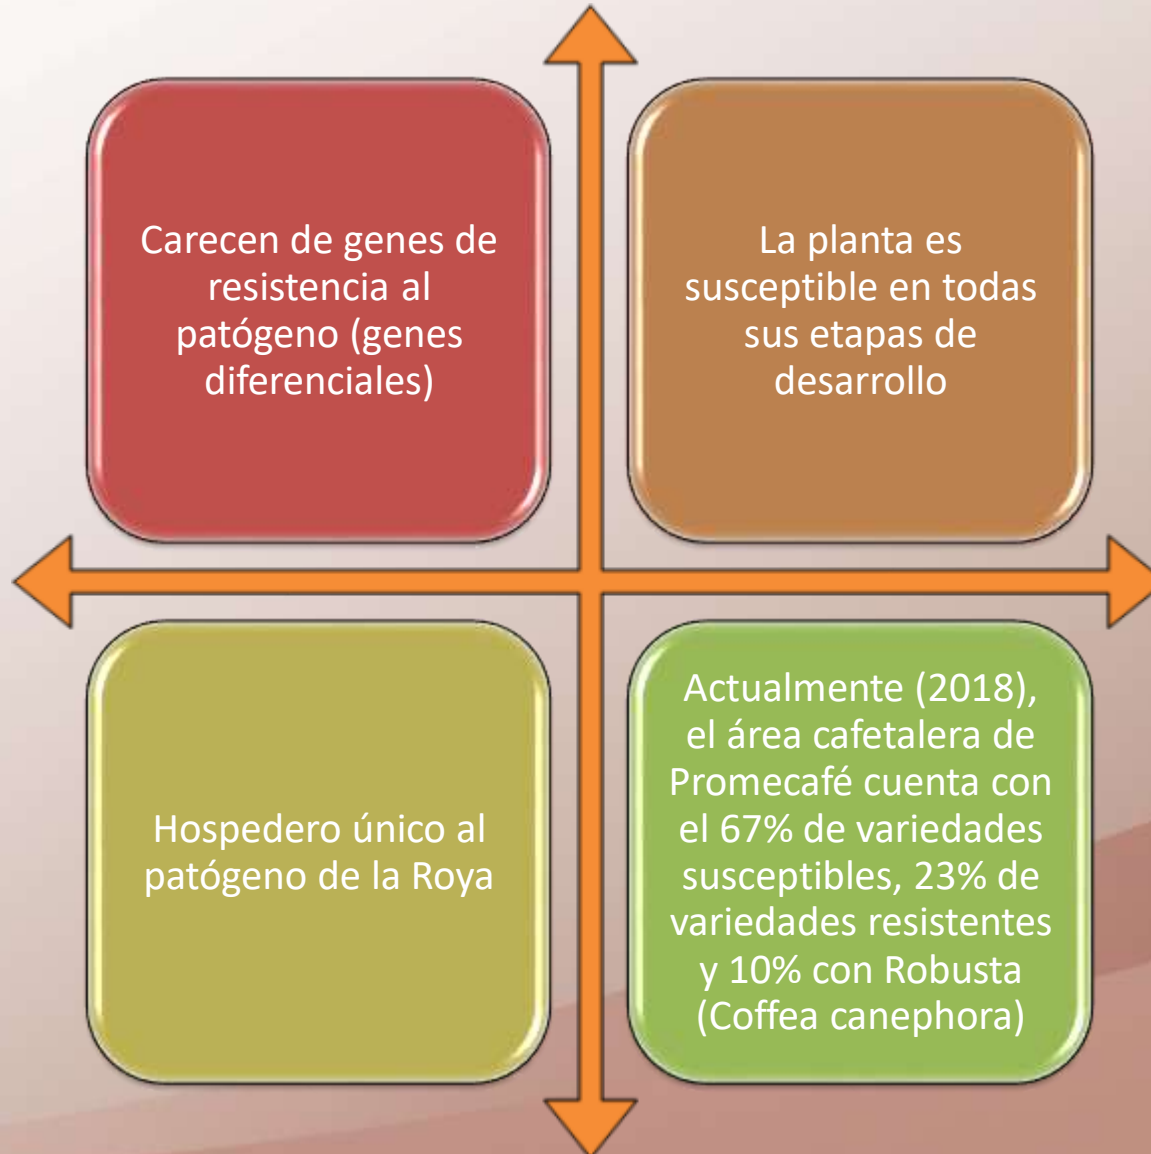 Carecen de genes de
resistencia al
patógeno (genes
diferenciales)
La planta es
susceptible en todas
sus etapas de
desarrollo
Hospedero único al
patógeno de la Roya
Actualmente (2018),
el área cafetalera de
Promecafé cuenta con
el 67% de variedades
susceptibles, 23% de
variedades resistentes
y 10% con Robusta
(Coffea canephora)